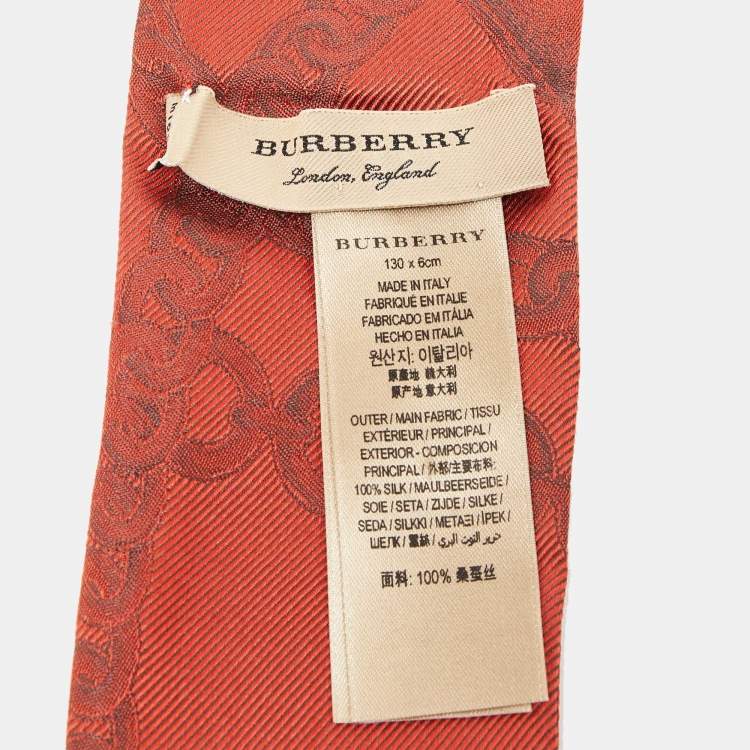 BURBERRY
London, England
BURBERRY
130 x 6cm
MADE IN ITALY
FABRIQUÉ EN ITALIE
FABRICADO EM ITÁLIA
HECHO EN ITALIA
원산지: 이탈리아
原產地 義大利
原产地 意大利
OUTER / MAIN FABRIC / TISSU
EXTÉRIEUR / PRINCIPAL /
EXTERIOR - COMPOSICION
PRINCIPAL / 外部/主要布料:
100% SILK / MAULBEERSEIDE /
SOIE / SETA / ZIJDE / SILKE /
SEDA / SILKKI / ΜΕΤΑΞΙ / İPEK /
ШЕЛК / 蠶絲 / حرير التوت البري /
面料: 100% 桑蚕丝